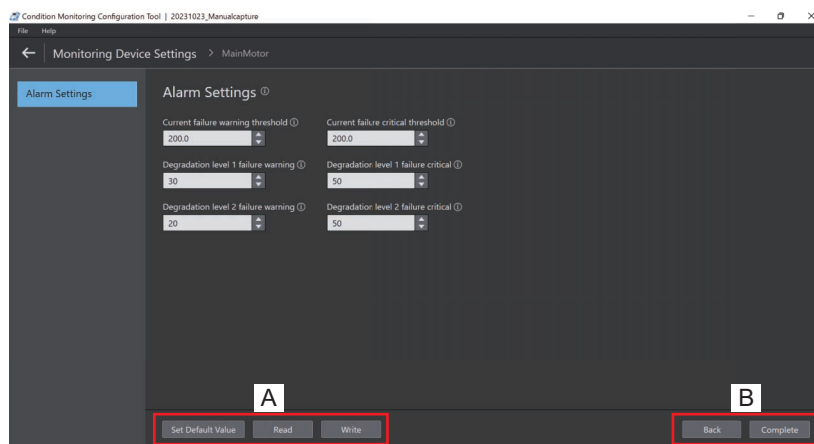 Condition Monitoring Configuration Tool | 20231023_Manualcapture
File Help
Monitoring Device Settings > MainMotor
Alarm Settings
Alarm Settings
Current failure warning threshold Current failure critical threshold
200.0 200.0
Degradation level 1 failure warning Degradation level 1 failure critical
30 50
Degradation level 2 failure warning Degradation level 2 failure critical
20 50
A B
Set Default Value Read Write Back Complete